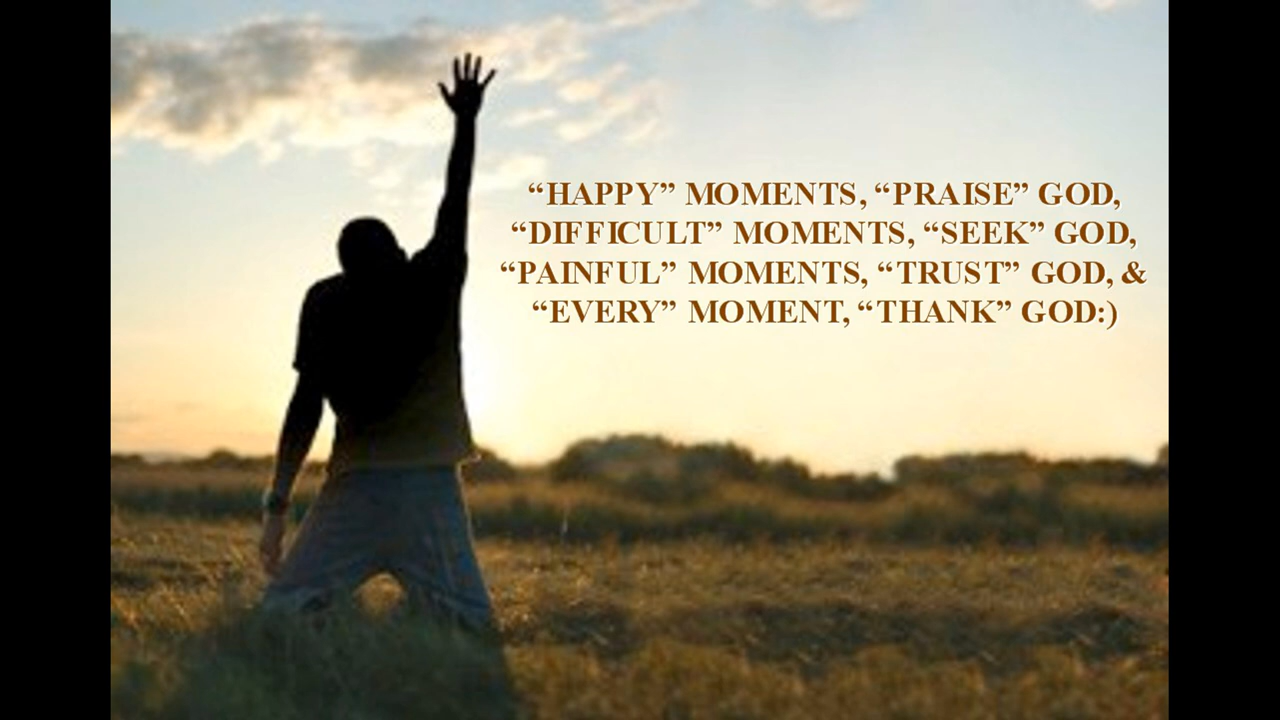 “HAPPY” MOMENTS, “PRAISE” GOD,
“DIFFICULT” MOMENTS, “SEEK” GOD,
“PAINFUL” MOMENTS, “TRUST” GOD, &
“EVERY” MOMENT, “THANK” GOD:)